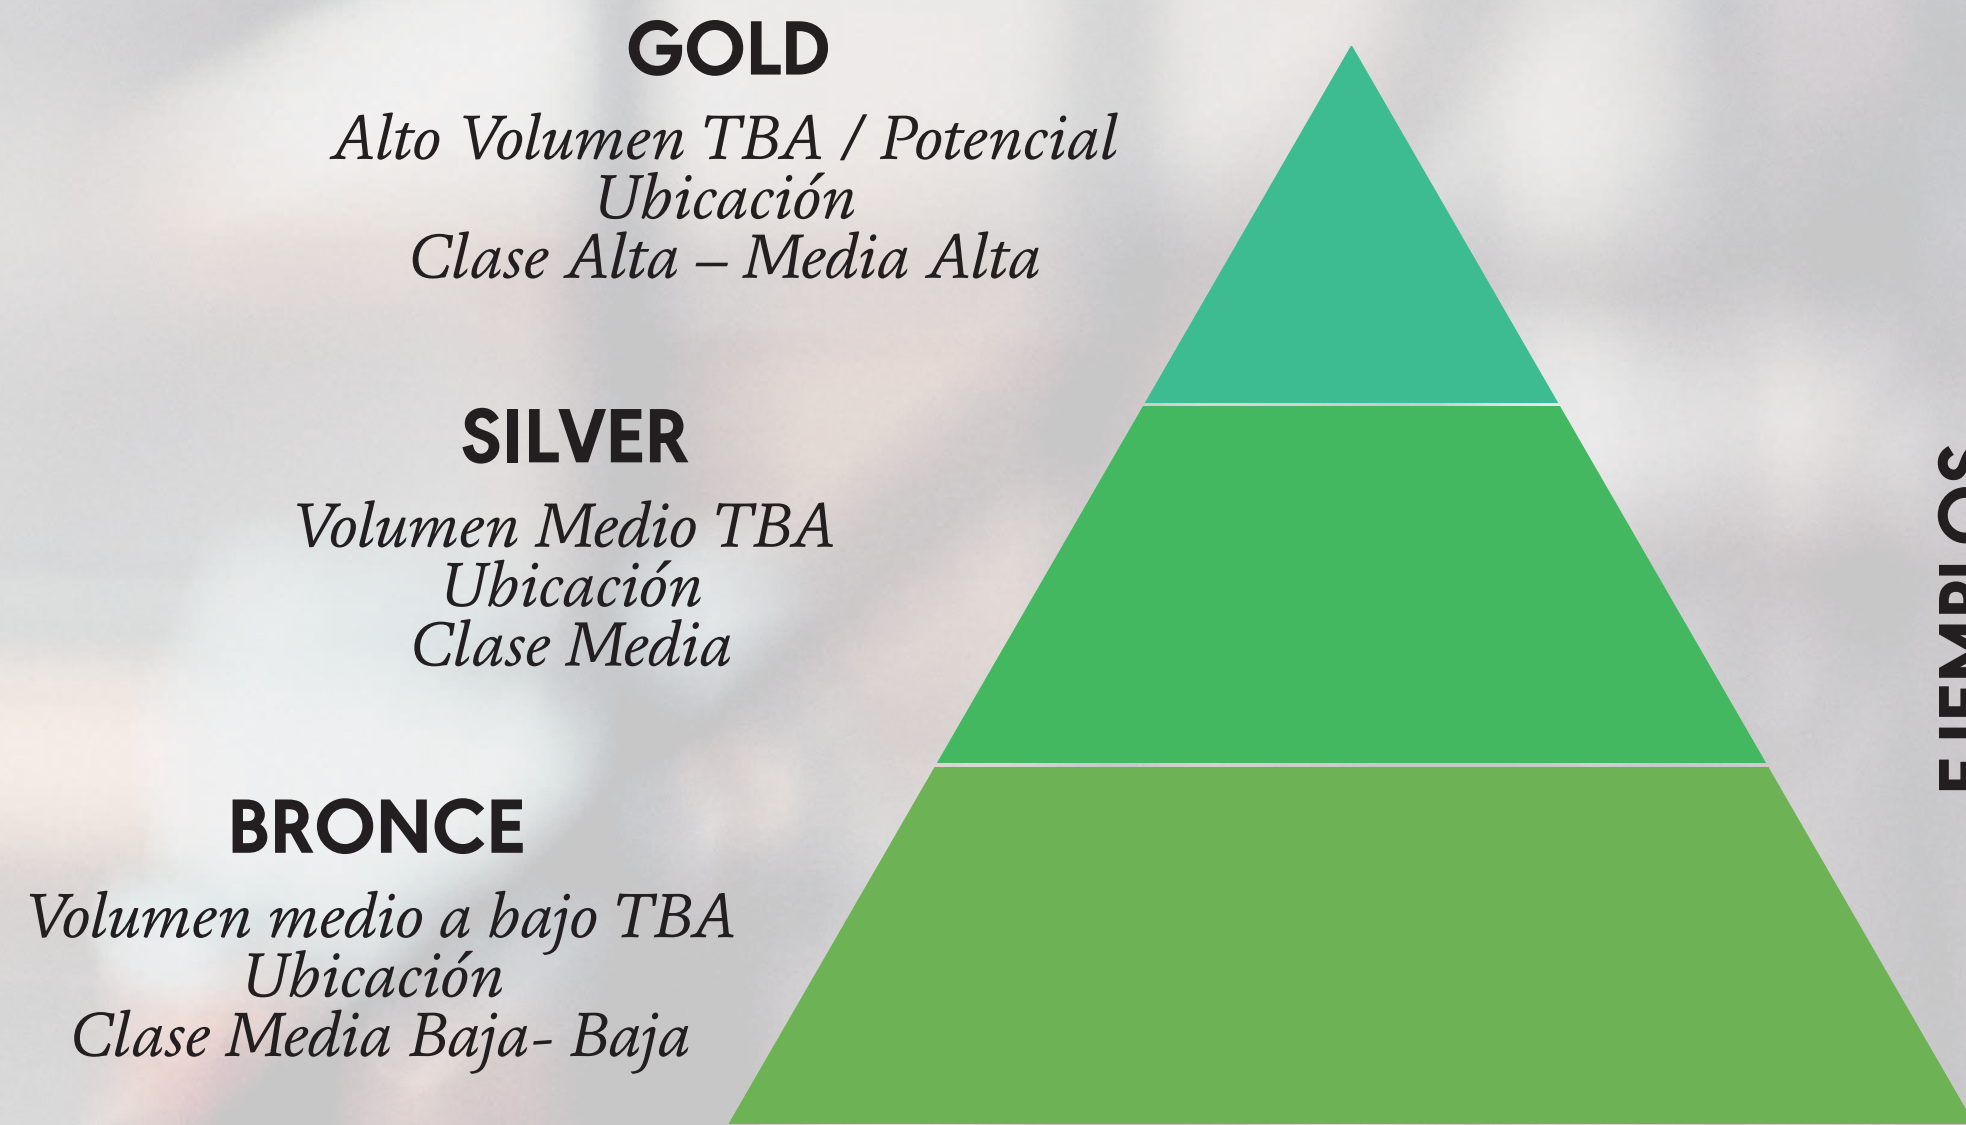 GOLD
Alto Volumen TBA / Potencial
Ubicación
Clase Alta – Media Alta
SILVER
Volumen Medio TBA
Ubicación
Clase Media
BRONCE
Volumen medio a bajo TBA
Ubicación
Clase Media Baja- Baja
EJEMPLOS